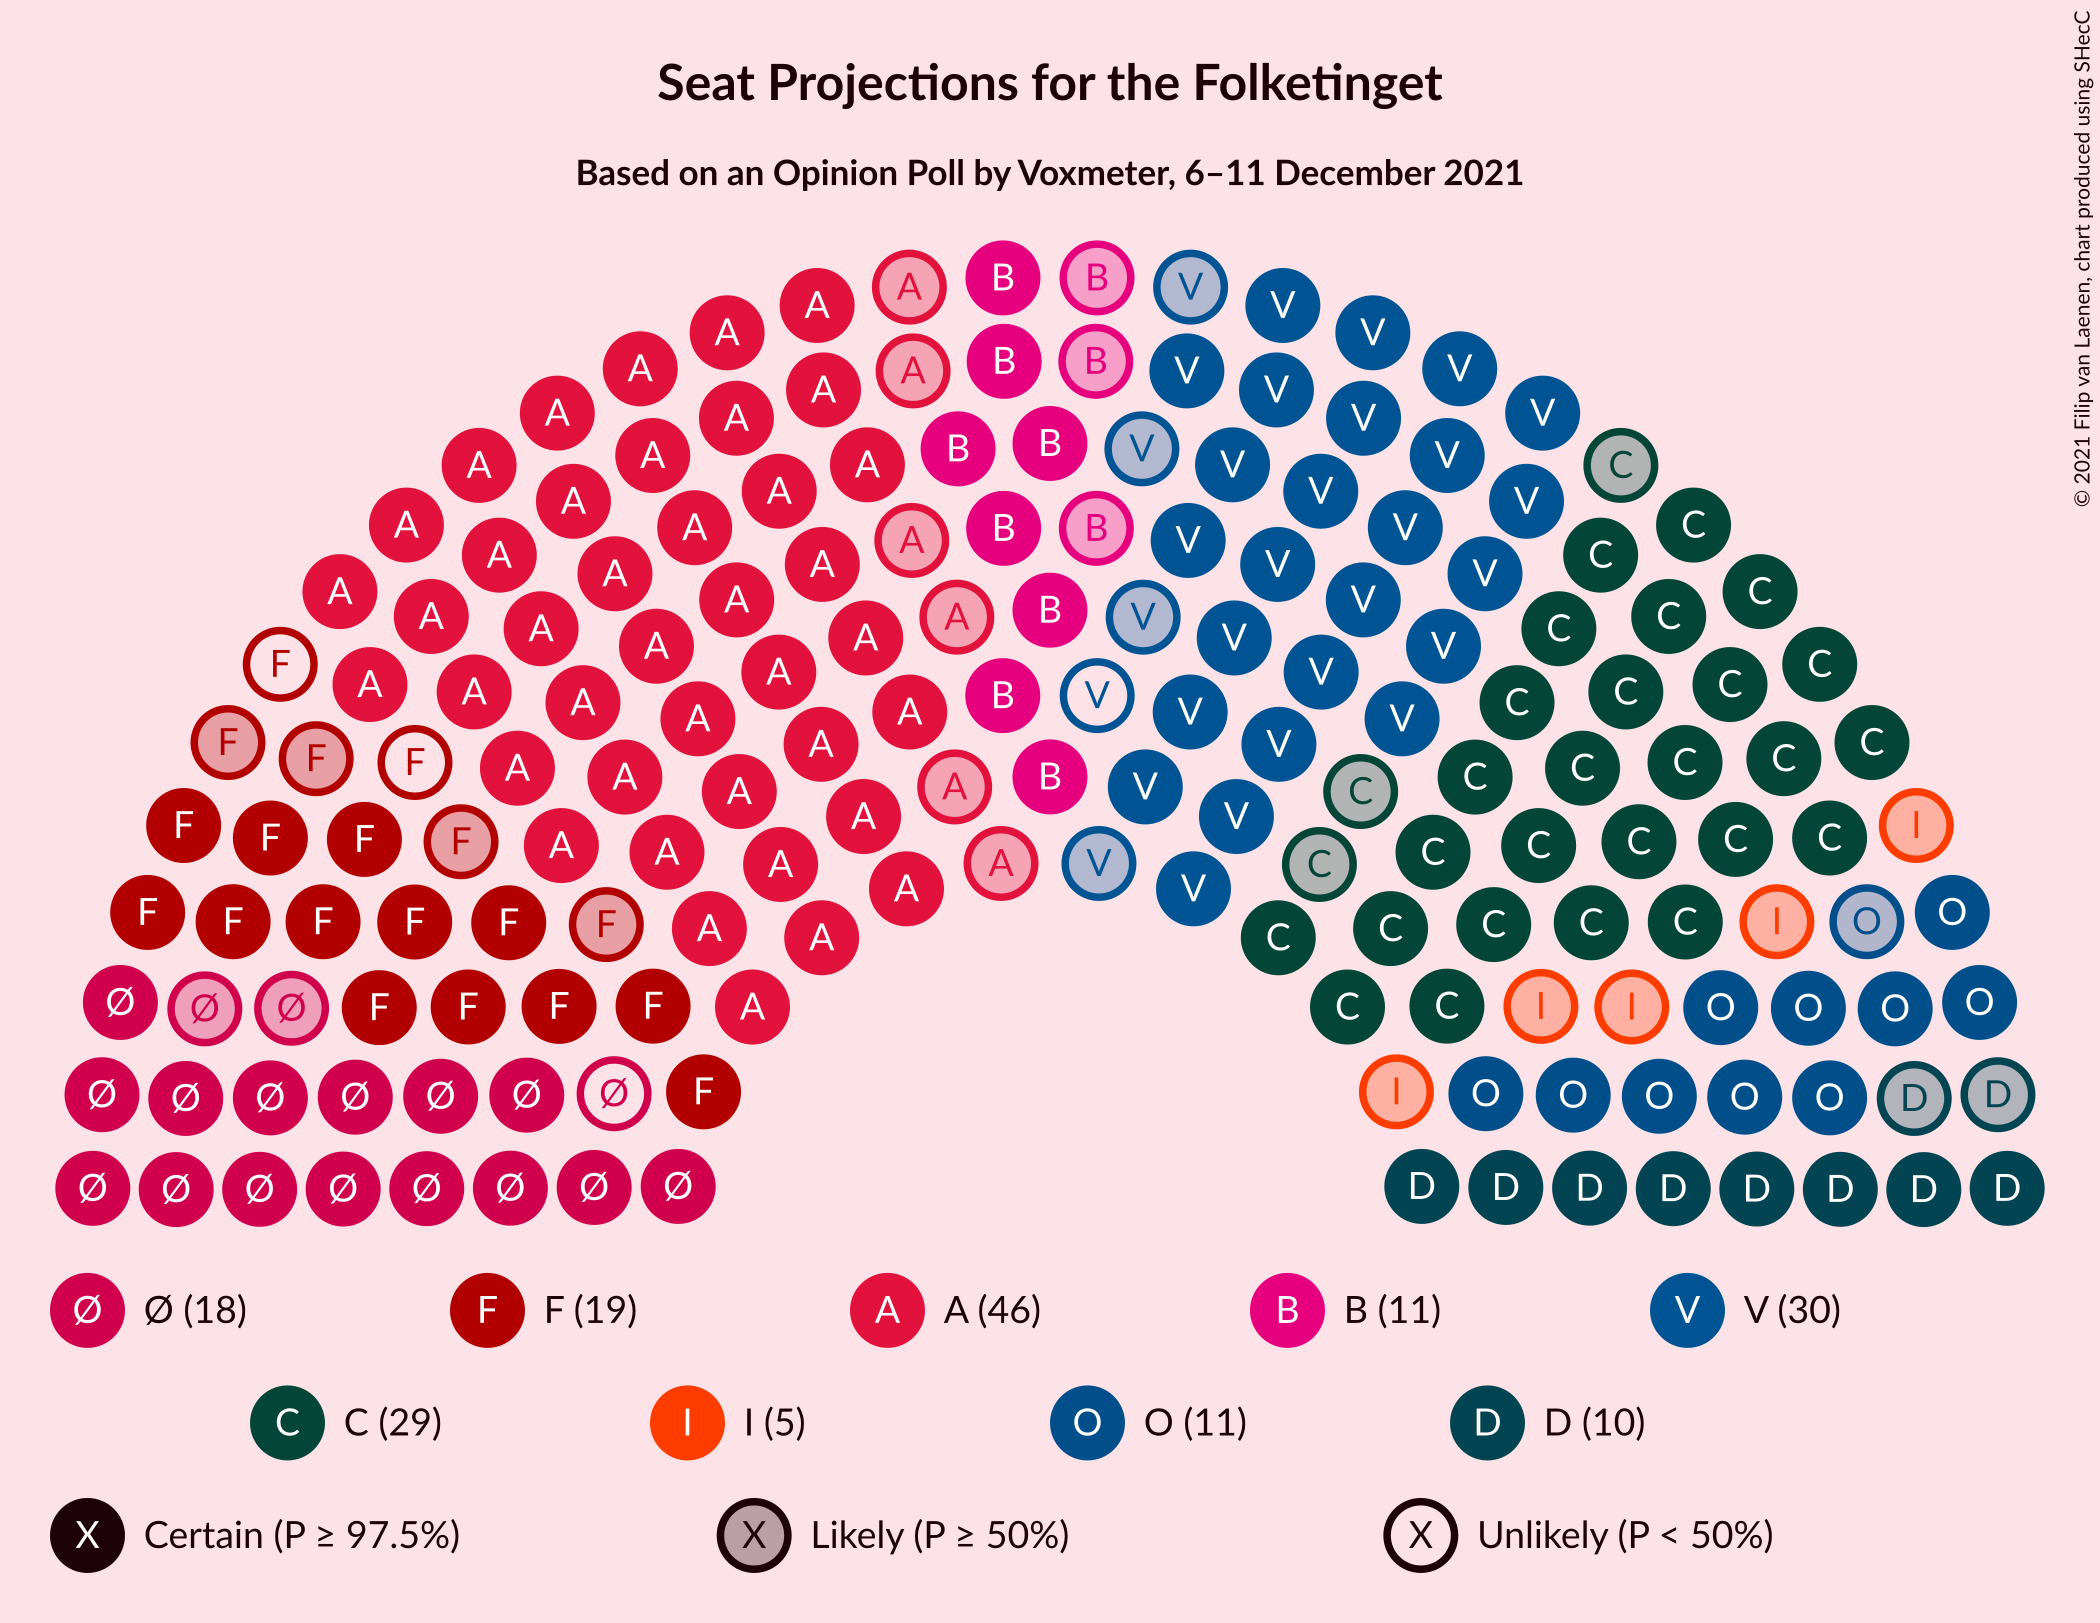 Seat Projections for the Folketinget
Based on an Opinion Poll by Voxmeter, 6–11 December 2021
© 2021 Filip van Laenen, chart produced using SHecC
B B
A V
A V
A V
B B
A V
A V
A V
A V
A V
B B
A V
A V
A C
A V
A V
A V
A C
A V
B B
A V
A C
A V
A V
A V
A C
A V
B
A V
A C
A C
A V
A V
F C
A V
A C
A C
A V
B V
A V
A C
F C
A V
F C
F C
A C
A C
B
A V
A C
A V
F C
F I
F C
F C
A C
A C
A V
A C
F O
F O
F I
F C
F C
F C
A C
A C
Ø O
Ø O
Ø O
F O
F O
F I
F I
F C
A C
Ø D
Ø D
Ø O
Ø O
Ø O
Ø O
Ø O
F I
Ø Ø Ø Ø Ø Ø Ø Ø D D D D D D D D
Ø Ø (18) F F (19) A A (46) B B (11) V V (30)
C C (29) I I (5) O O (11) D D (10)
X Certain (P ≥ 97.5%) X Likely (P ≥ 50%) X Unlikely (P < 50%)